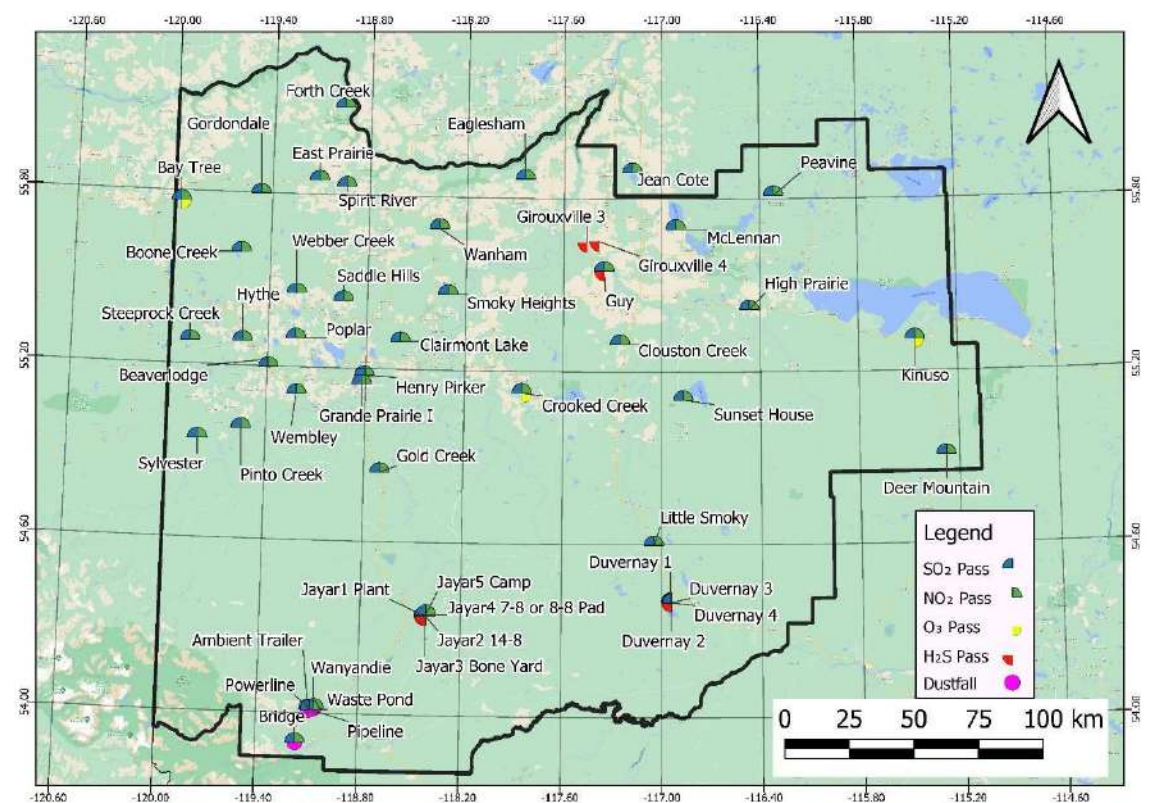 -120.60 -120.00 -119.40 -118.80 -118.20 -117.60 -117.00 -116.40 -115.80 -115.20 -114.60
Forth Creek
Gordondale
Eaglesham
East Prairie
Bay Tree
Peavine
Jean Cote
55.80
55.80
Spirit River
Girouxville 3
Webber Creek
McLennan
Boone Creek
Wanham
Girouxville 4
Saddle Hills
High Prairie
Hythe
Smoky Heights
Guy
Steeprock Creek
Poplar
Clairmont Lake
Clouston Creek
55.20
55.20
Beaverlodge
Kinuso
Henry Pirker
Crooked Creek
Grande Prairie I
Sunset House
Wembley
Gold Creek
Sylvester
Pinto Creek
Deer Mountain
Little Smoky
54.60
54.60
Legend
SO₂ Pass
NO₂ Pass
O₃ Pass
H₂S Pass
Dustfall
Duvernay 1
Jayar5 Camp
Jayar1 Plant
Duvernay 3
Jayar4 7-8 or 8-8 Pad
Duvernay 4
Ambient Trailer
Jayar2 14-8
Duvernay 2
Wanyandie
Jayar3 Bone Yard
Powerline
Waste Pond
54.00
54.00
Bridge
Pipeline
0 25 50 75 100 km
-120.60 -120.00 -119.40 -118.80 -118.20 -117.60 -117.00 -116.40 -115.80 -115.20 -114.60